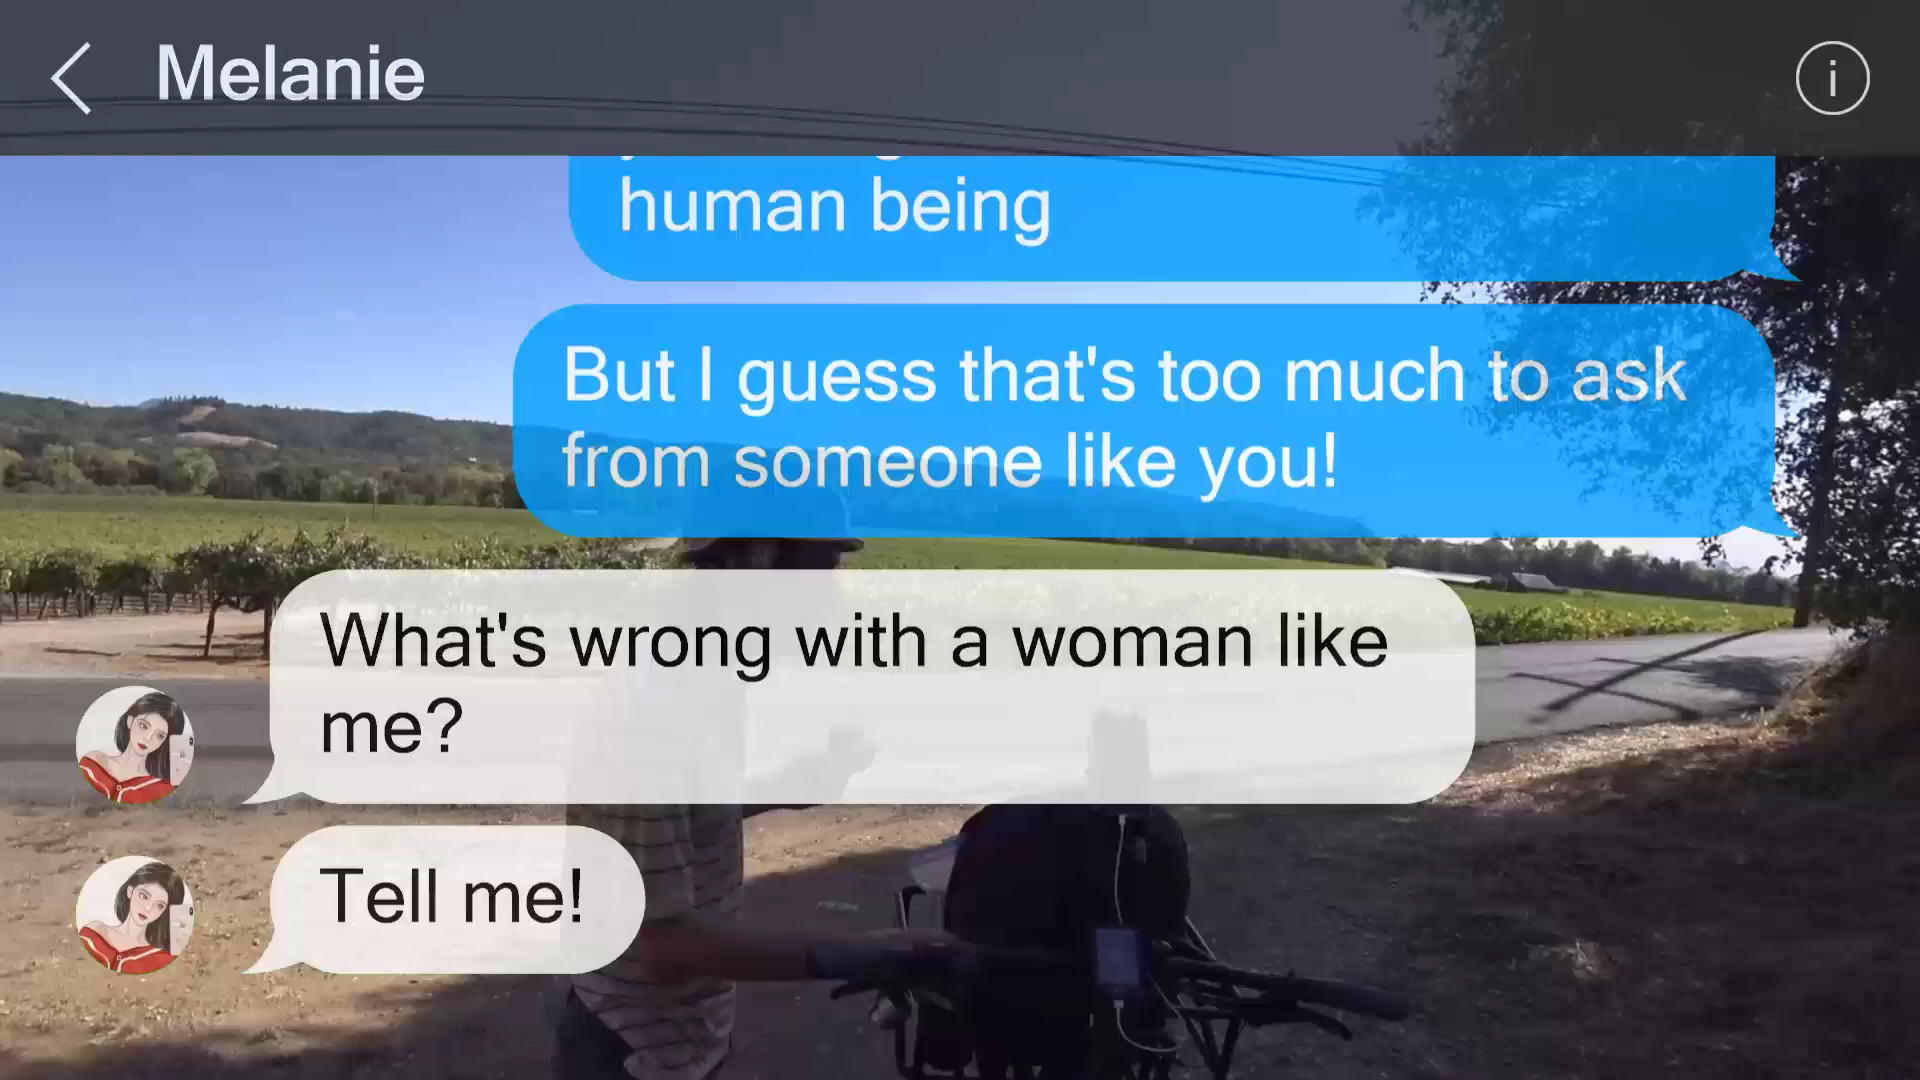 Melanie
human being
But I guess that's too much to ask
from someone like you!
What's wrong with a woman like
me?
Tell me!